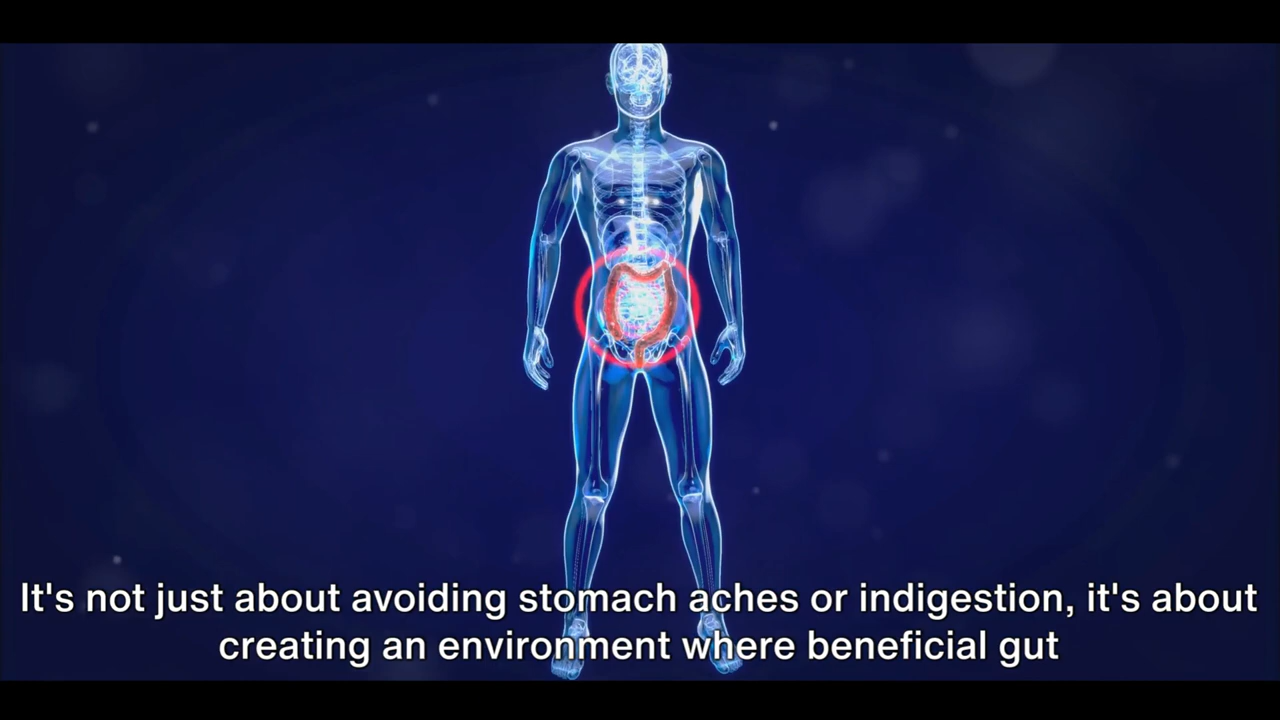 It's not just about avoiding stomach aches or indigestion, it's about
creating an environment where beneficial gut